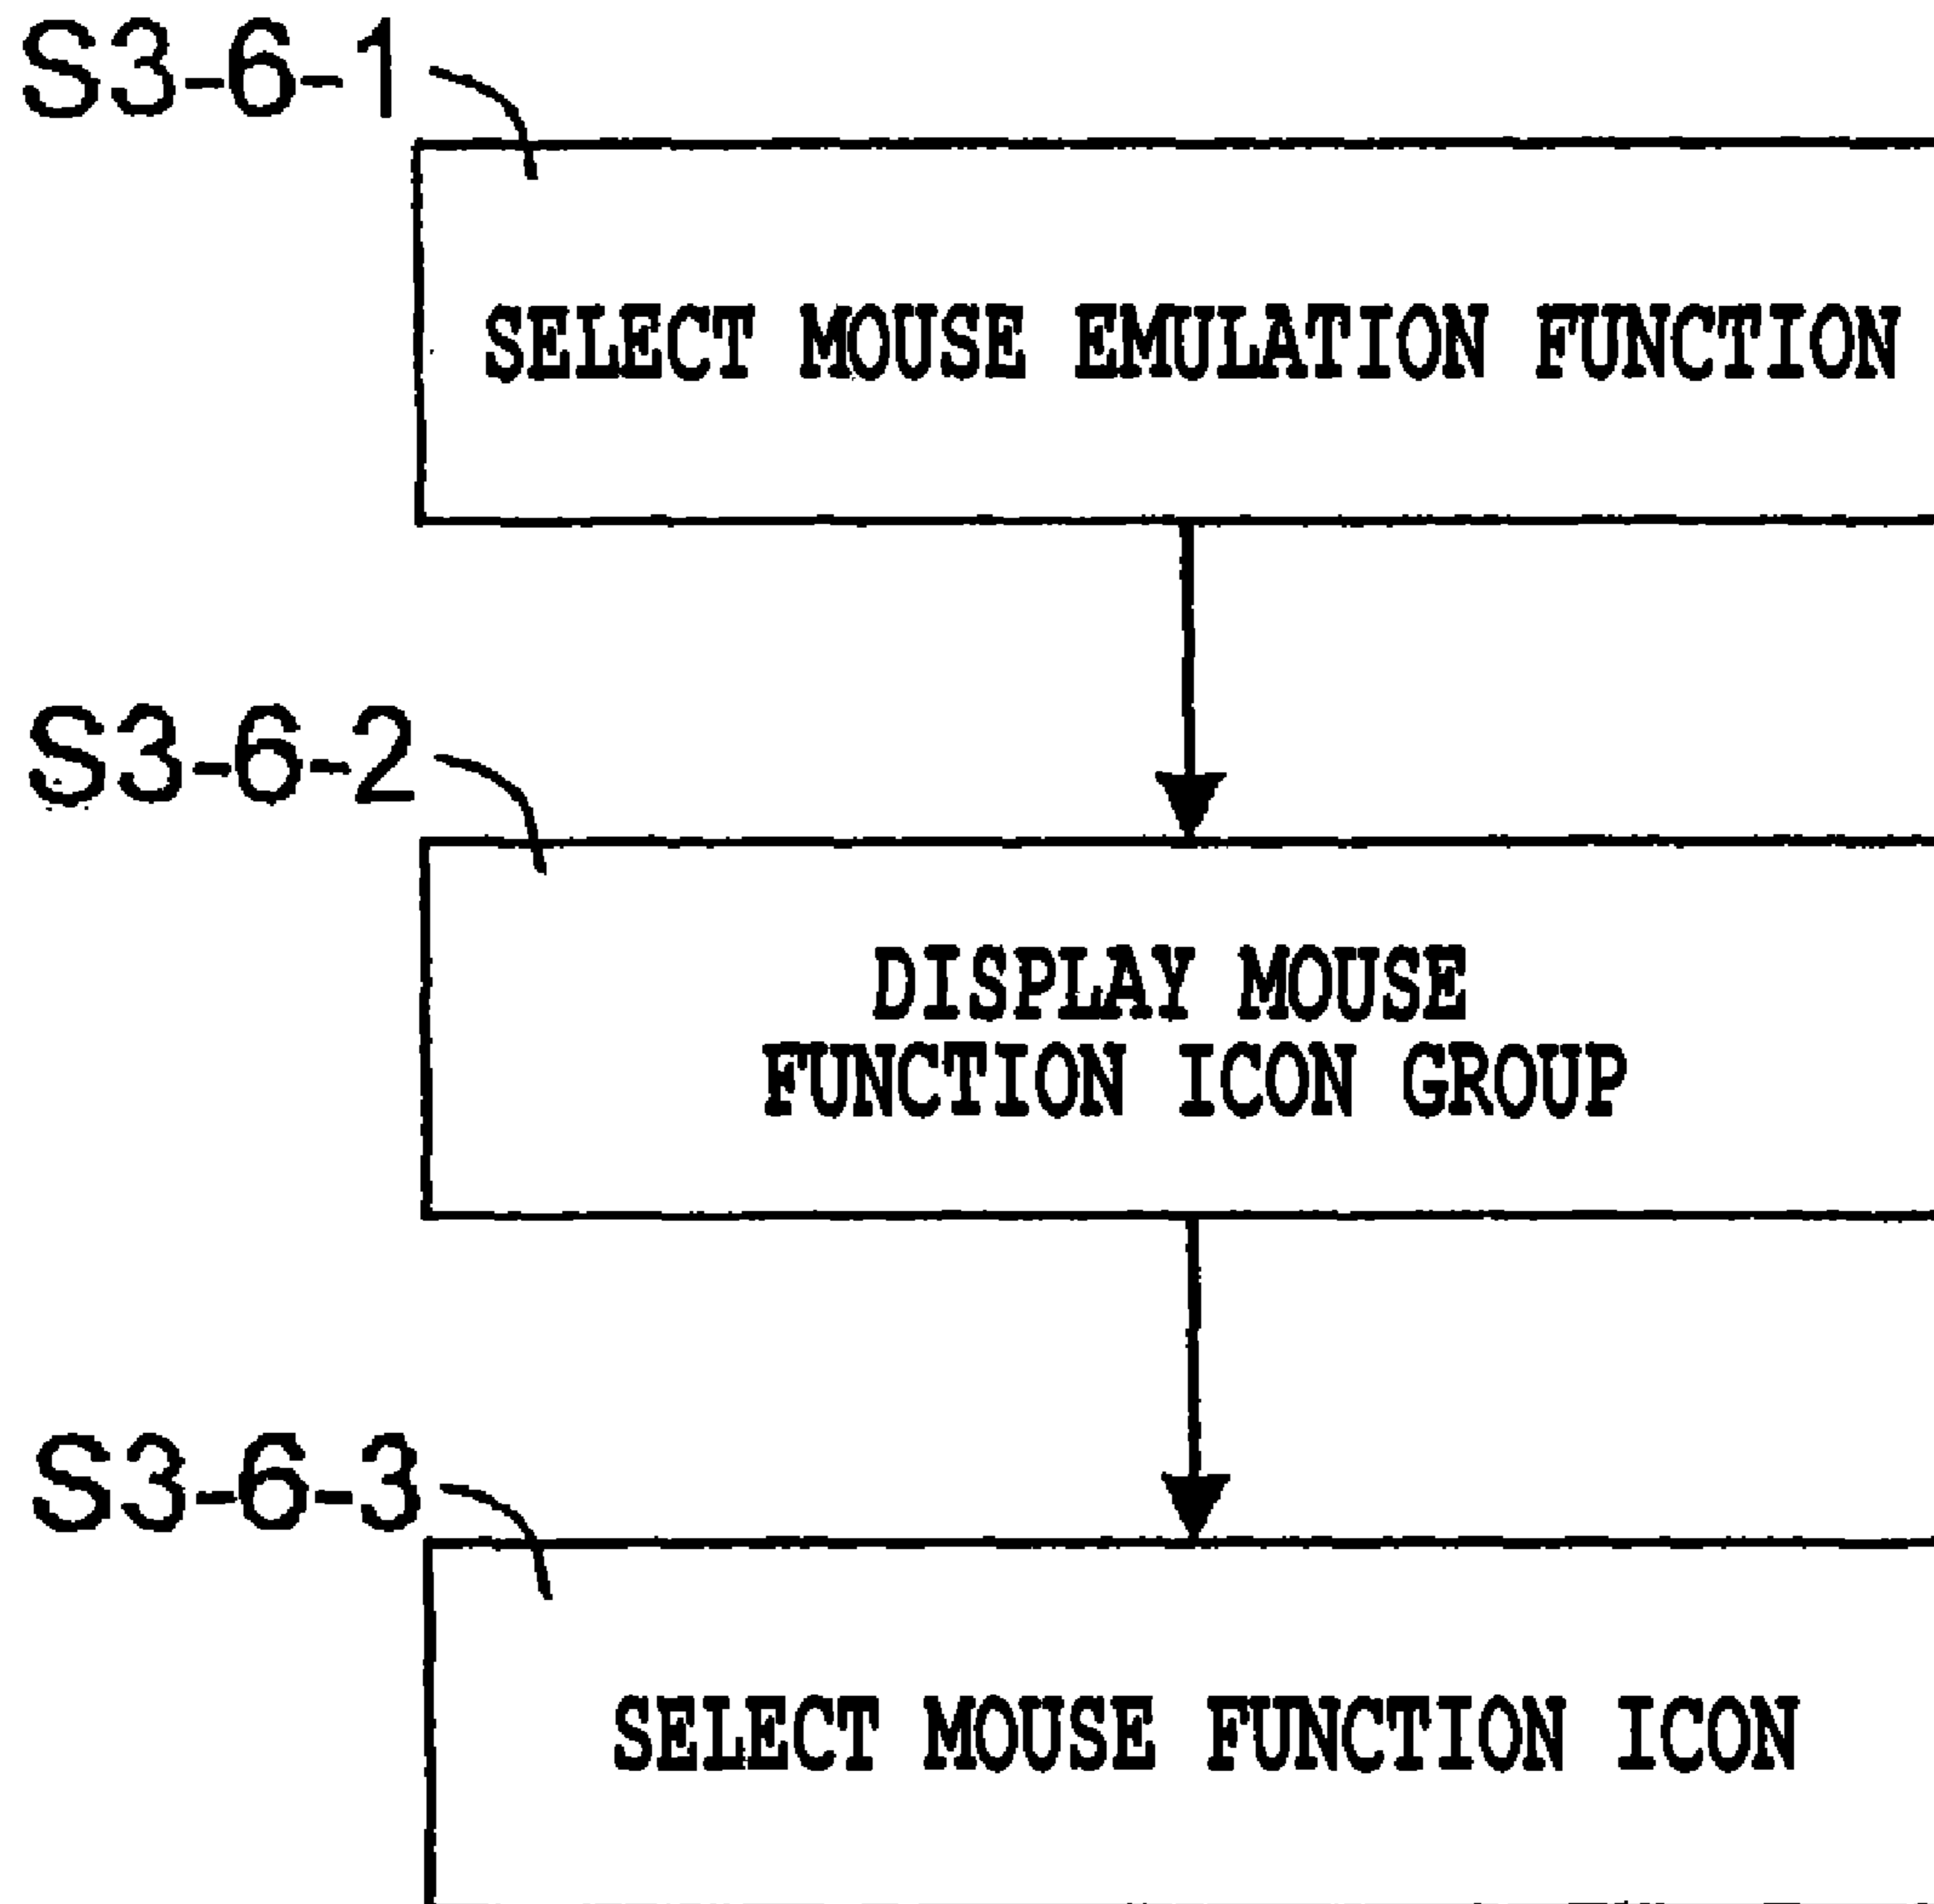 S3-6-1
SELECT MOUSE EMULATION FUNCTION
S3-6-2
DISPLAY MOUSE
FUNCTION ICON GROUP
S3-6-3
SELECT MOUSE FUNCTION ICON